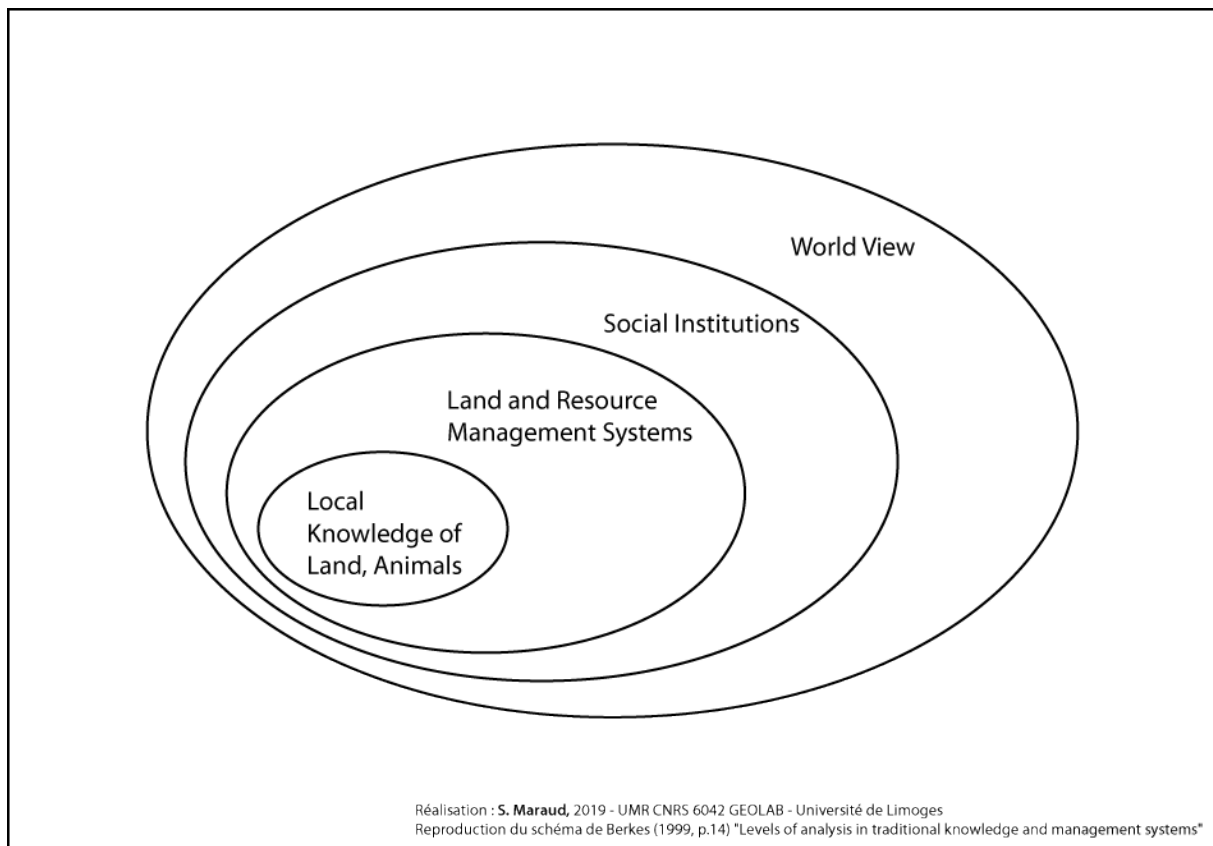 World View
Social Institutions
Land and Resource
Management Systems
Local
Knowledge of
Land, Animals
Réalisation : S. Maraud, 2019 - UMR CNRS 6042 GEOLAB - Université de Limoges
Reproduction du schéma de Berkes (1999, p.14) "Levels of analysis in traditional knowledge and management systems"